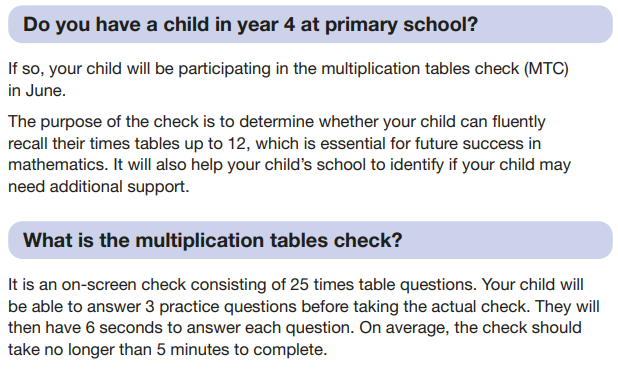 Do you have a child in year 4 at primary school?
If so, your child will be participating in the multiplication tables check (MTC)
in June.
The purpose of the check is to determine whether your child can fluently
recall their times tables up to 12, which is essential for future success in
mathematics. It will also help your child’s school to identify if your child may
need additional support.
What is the multiplication tables check?
It is an on-screen check consisting of 25 times table questions. Your child will
be able to answer 3 practice questions before taking the actual check. They will
then have 6 seconds to answer each question. On average, the check should
take no longer than 5 minutes to complete.